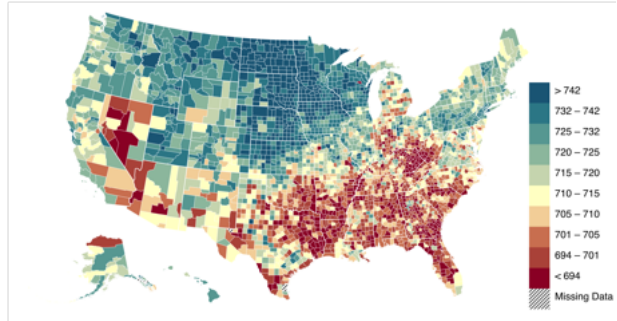 > 742
732 – 742
725 – 732
720 – 725
715 – 720
710 – 715
705 – 710
701 – 705
694 – 701
< 694
Missing Data